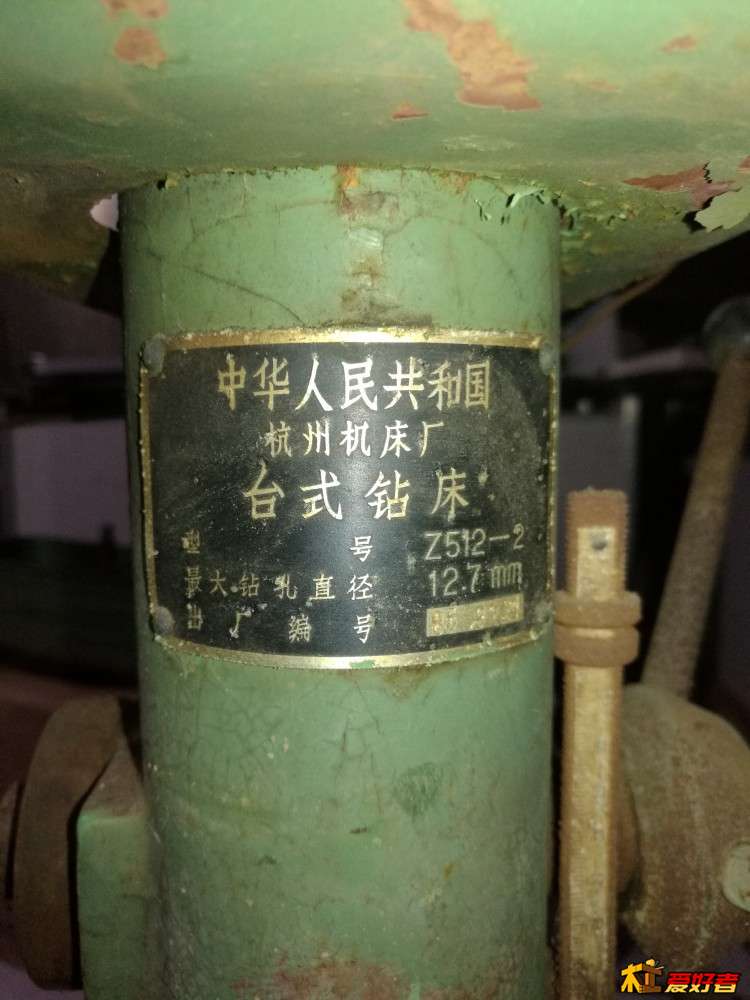 中华人民共和国
杭州机床厂
台式钻床
型号 Z512-2
最大钻孔直径 12.7mm
出厂编号
木工爱好者